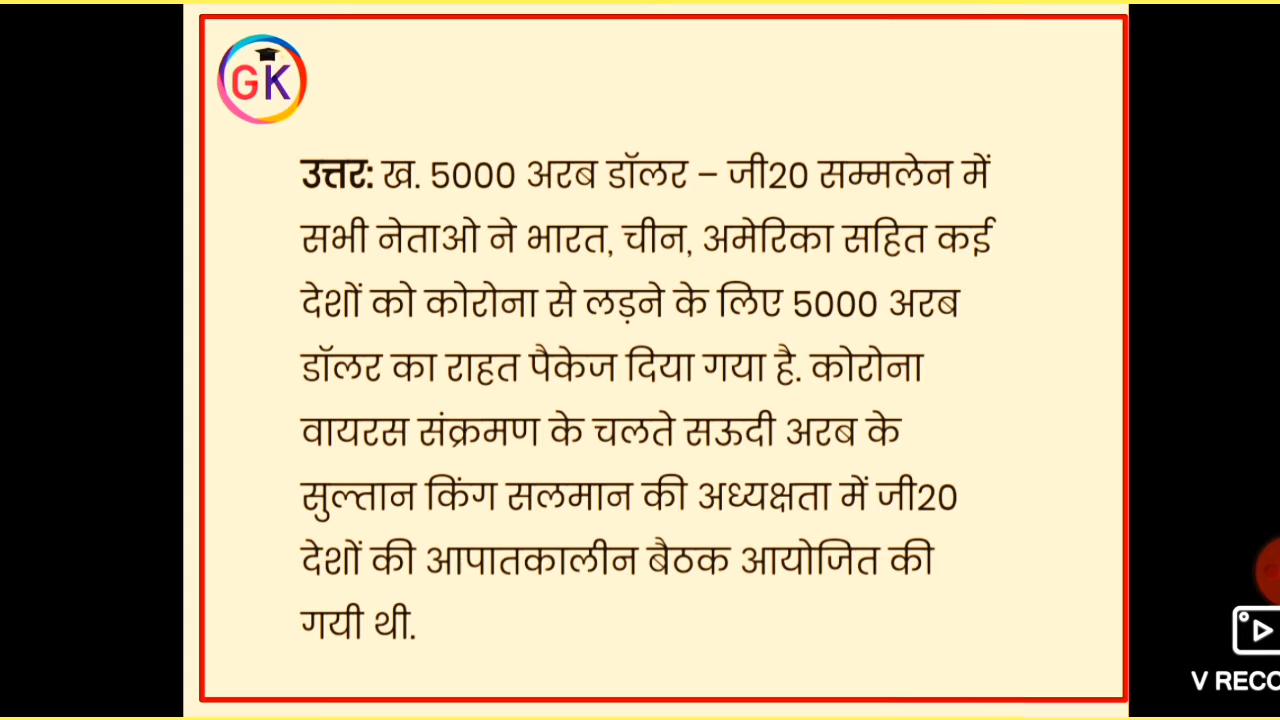 GK
उत्तर: ख. 5000 अरब डॉलर – जी20 सम्मलेन में
सभी नेताओ ने भारत, चीन, अमेरिका सहित कई
देशों को कोरोना से लड़ने के लिए 5000 अरब
डॉलर का राहत पैकेज दिया गया है. कोरोना
वायरस संक्रमण के चलते सऊदी अरब के
सुल्तान किंग सलमान की अध्यक्षता में जी20
देशों की आपातकालीन बैठक आयोजित की
गयी थी.
V RECO